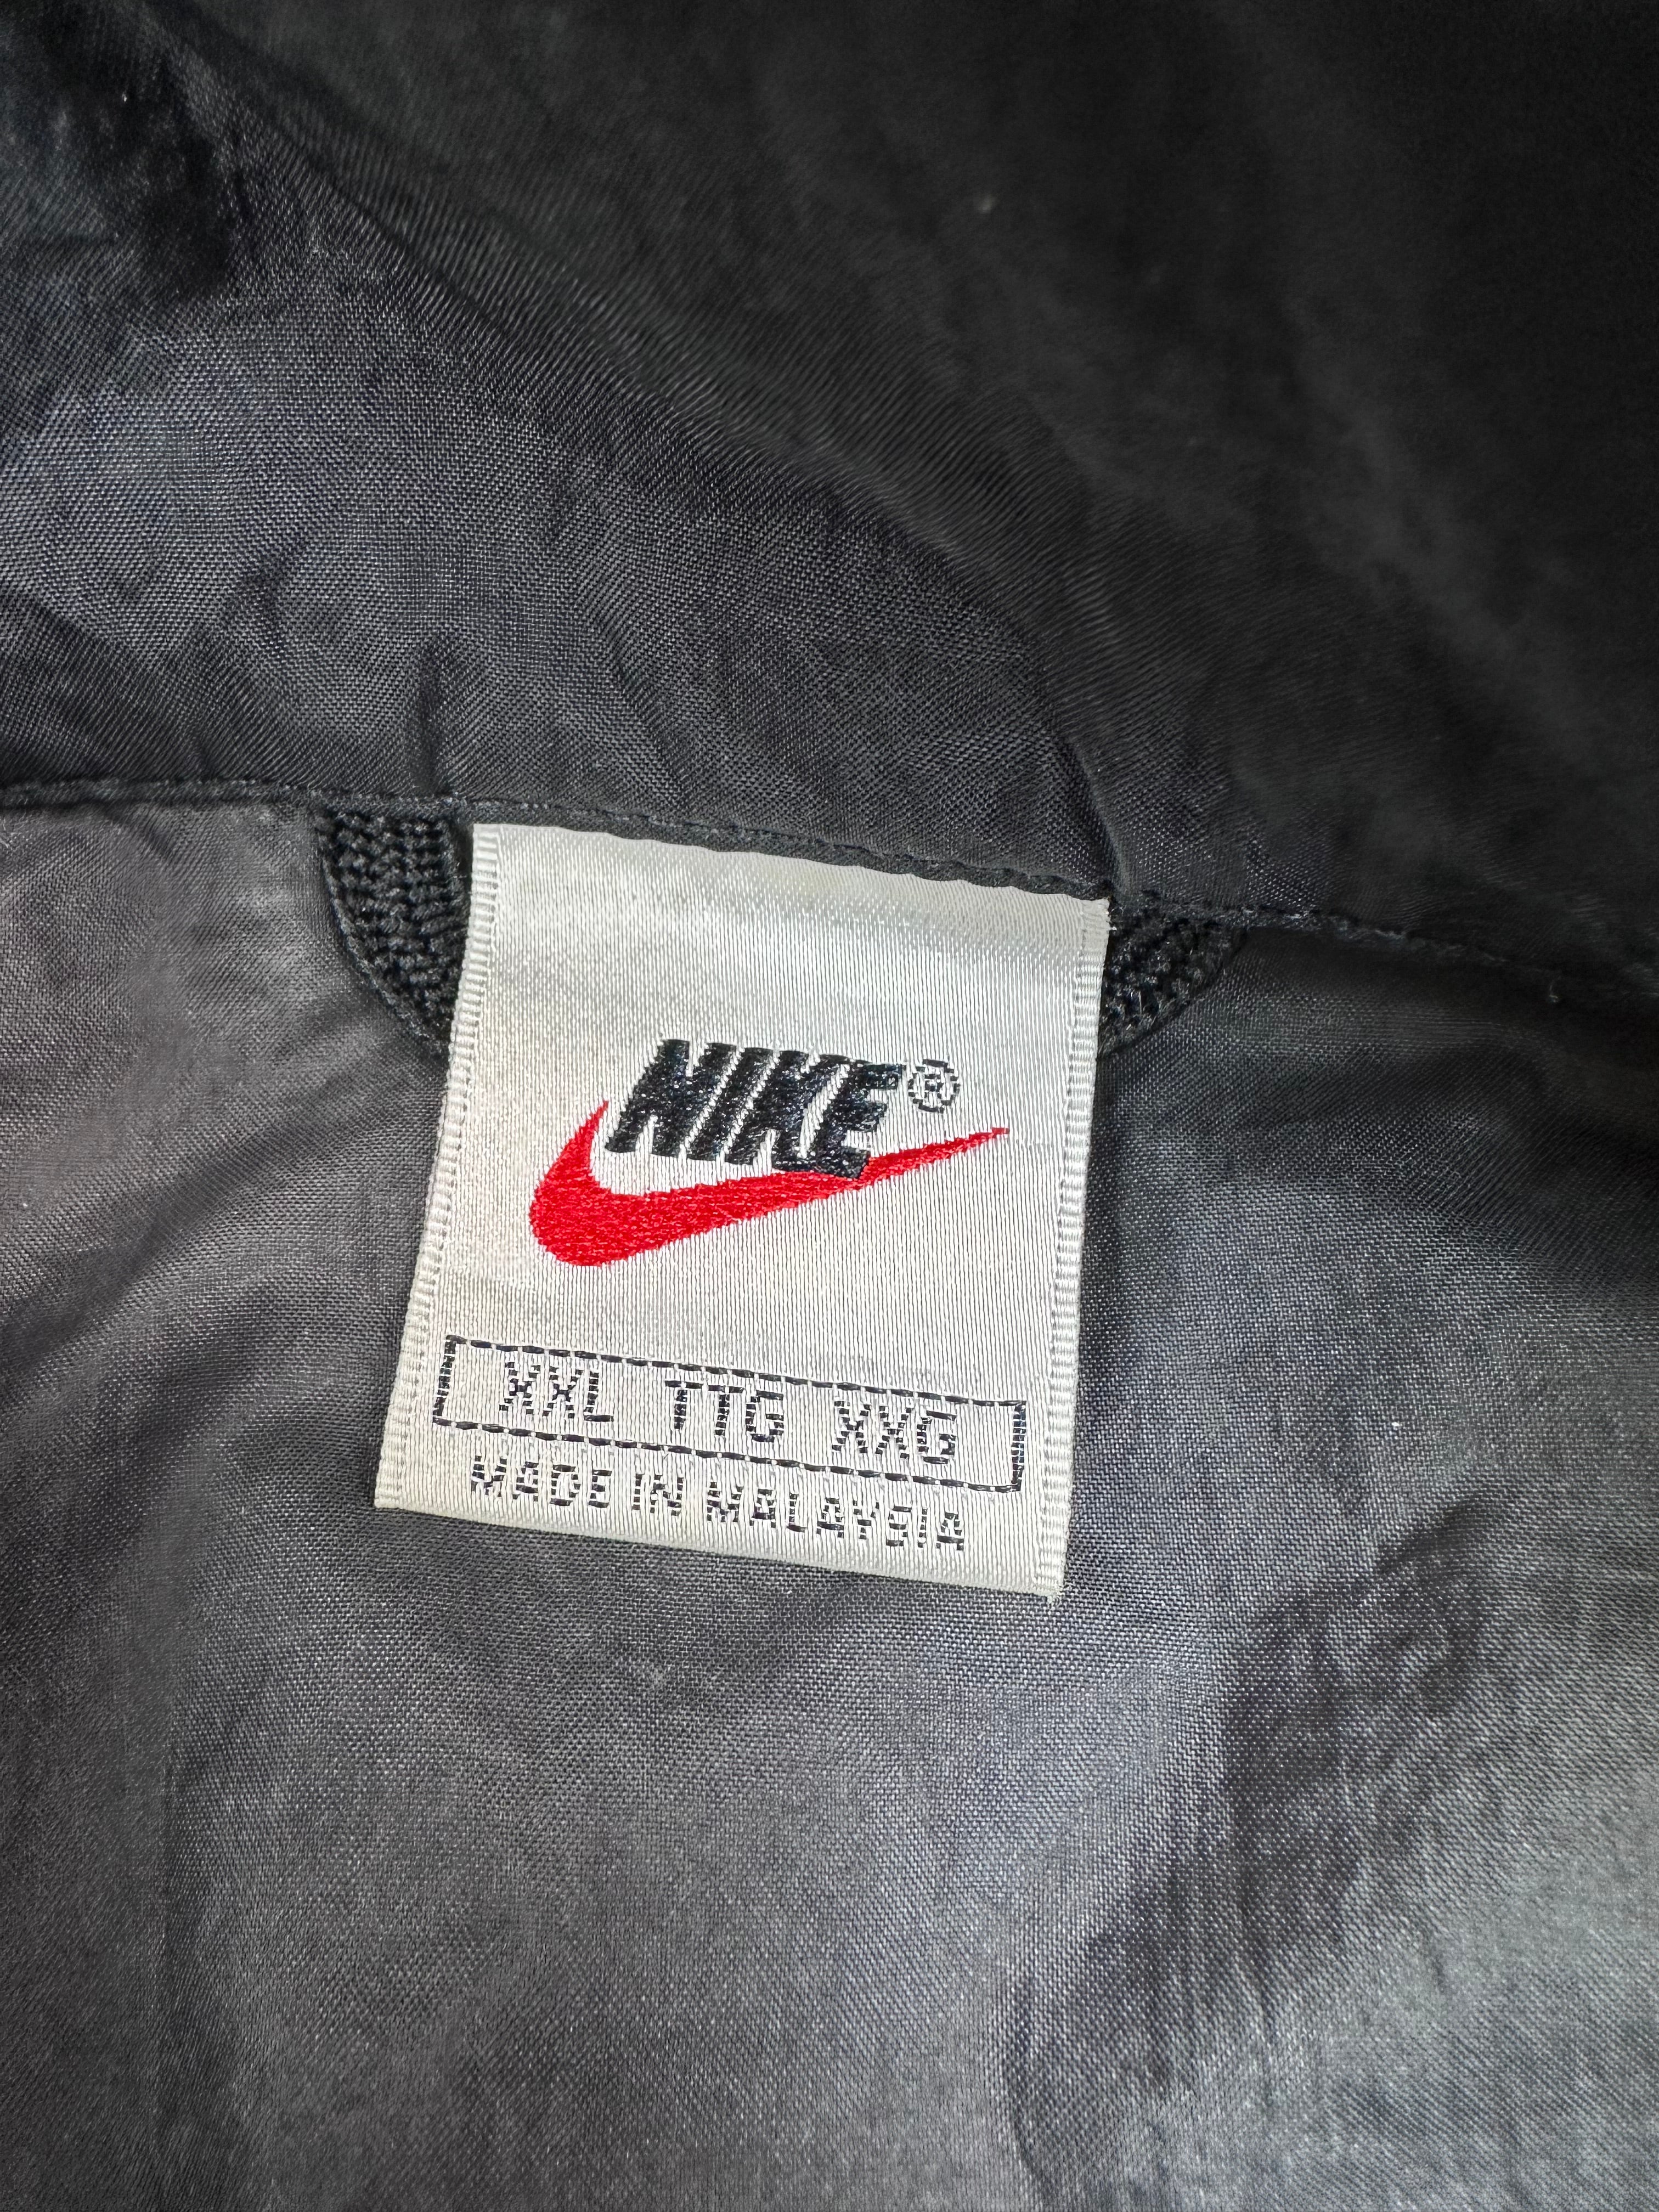 NIKE®
XXL TTG XXG
MADE IN MALAYSIA